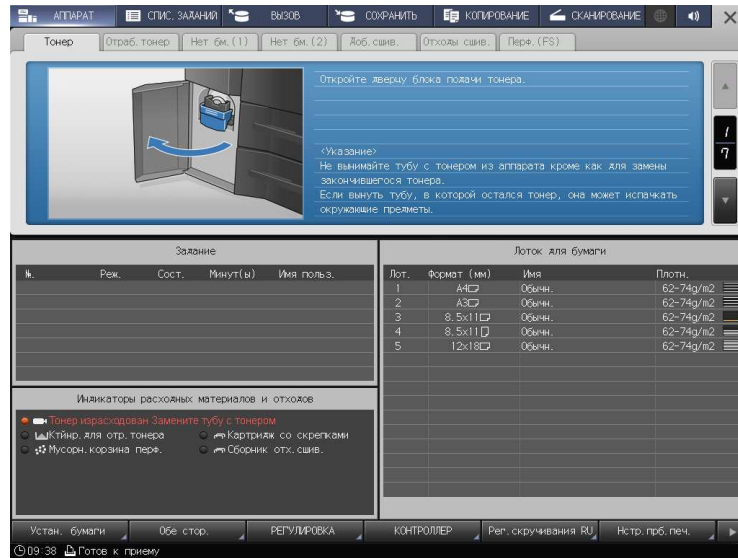 АППАРАТ СПИС. ЗАДАНИЙ ВЫЗОВ СОХРАНИТЬ КОПИРОВАНИЕ СКАНИРОВАНИЕ
Тонер Отраб. тонер Нет бм.(1) Нет бм.(2) Доб. сшив. Отходы сшив. Перф.(FS)
Откройте дверцу блока подачи тонера.
<Указание>
Не вынимайте тубу с тонером из аппарата кроме как для замены
закончившегося тонера.
Если вынуть тубу, в которой остался тонер, она может испачкать
окружающие предметы.
1
7
Задание
№. Реж. Сост. Минут(ы) Имя польз.
Лоток для бумаги
Лот. Формат (мм) Имя Плотн.
1 A4 Обычн. 62-74g/m2
2 A3 Обычн. 62-74g/m2
3 8.5x11 Обычн. 62-74g/m2
4 8.5x11 Обычн. 62-74g/m2
5 12x18 Обычн. 62-74g/m2
Индикаторы расходных материалов и отходов
Тонер израсходован Замените тубу с тонером
Ктйнр. для отр. тонера Картридж со скрепками
Мусорн. корзина перф. Сборник отх. сшив.
Устан. бумаги Обе стор. РЕГУЛИРОВКА КОНТРОЛЛЕР Рег. скручивания RU Нстр. прб. печ.
09:38 Готов к приему